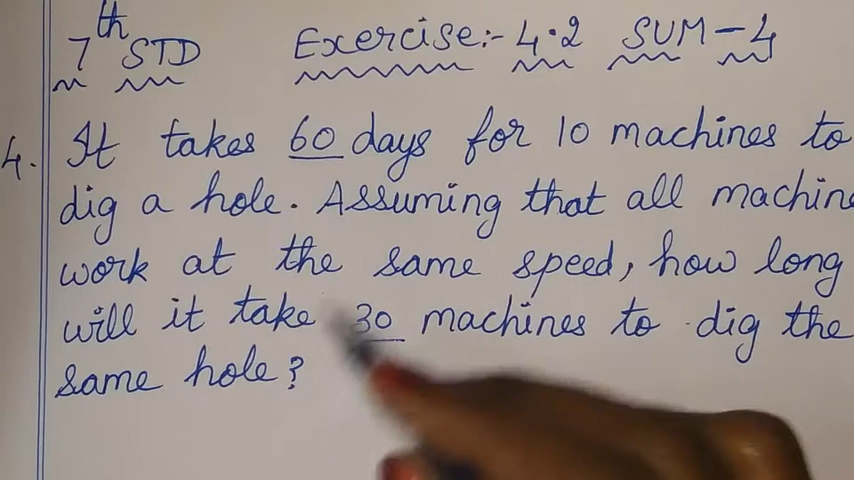 7th STD Exercise:- 4.2 SUM-4
4. It takes 60 days for 10 machines to
dig a hole. Assuming that all machine
work at the same speed, how long
will it take 30 machines to dig the
same hole?